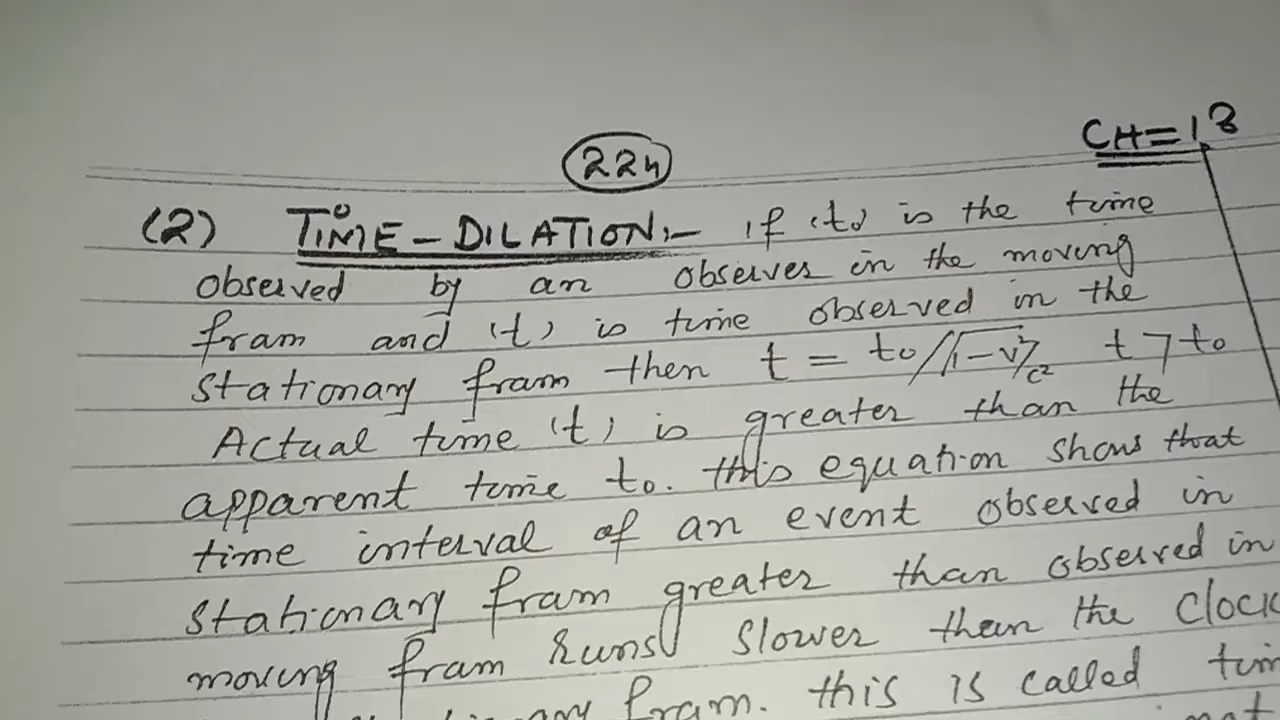 CH=18
224
(2) TIME-DILATION:- If (to) is the time
observed by an observes in the moving
fram and (t) is time observed in the
stationary fram then t = to/√1-v²/c² t>to
Actual time (t) is greater than the
apparent time to. this equation shows that
time interval of an event observed in
stationary fram greater than observed in
moving fram runs slower than the Clock
fram. this is called tim